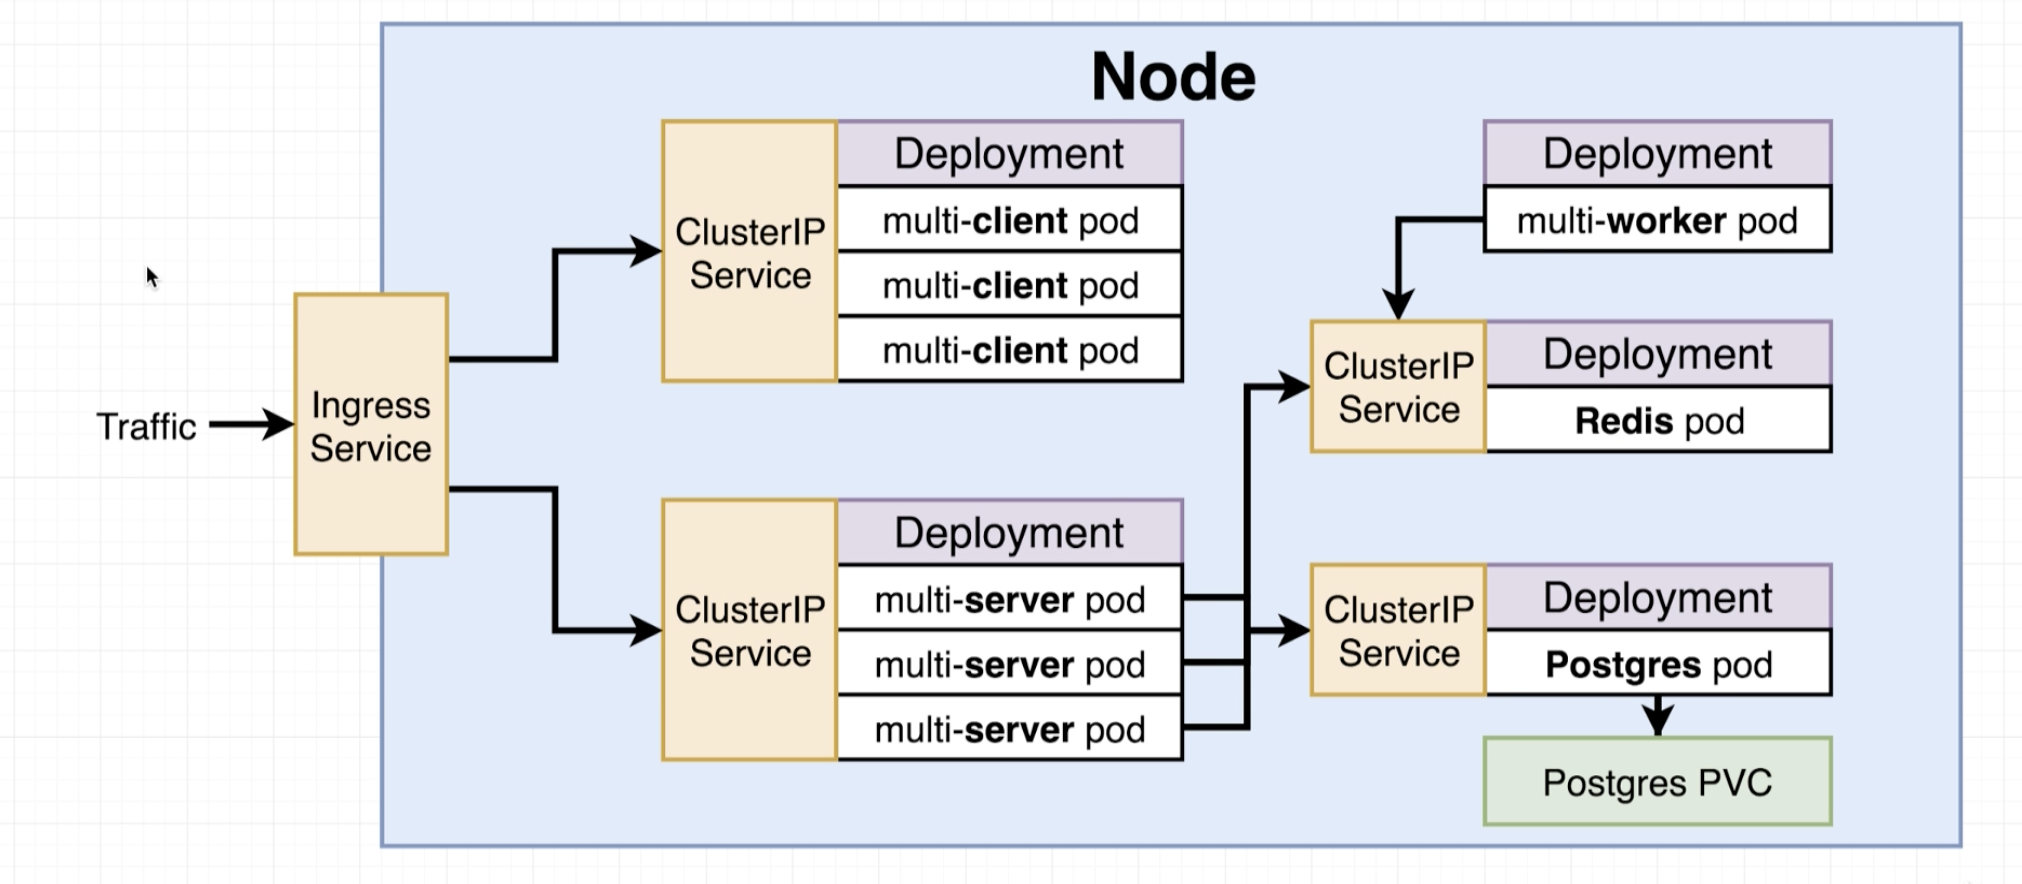 Node
Traffic
Ingress
Service
ClusterIP
Service
Deployment
multi-client pod
multi-client pod
multi-client pod
ClusterIP
Service
Deployment
multi-server pod
multi-server pod
multi-server pod
Deployment
multi-worker pod
ClusterIP
Service
Deployment
Redis pod
ClusterIP
Service
Deployment
Postgres pod
Postgres PVC